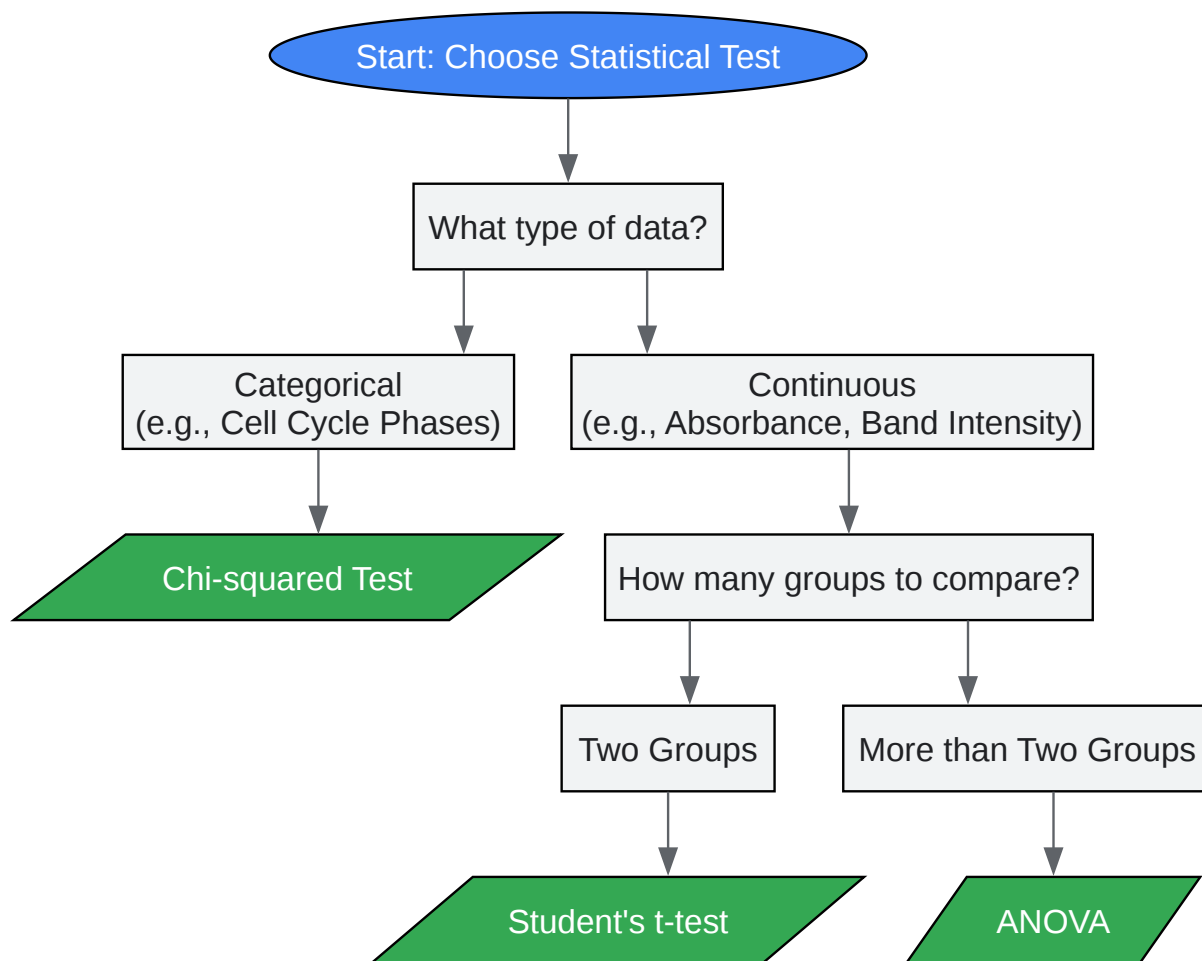 Start: Choose Statistical Test
What type of data?
Categorical
(e.g., Cell Cycle Phases)
Continuous
(e.g., Absorbance, Band Intensity)
Chi-squared Test
How many groups to compare?
Two Groups
More than Two Groups
Student's t-test
ANOVA